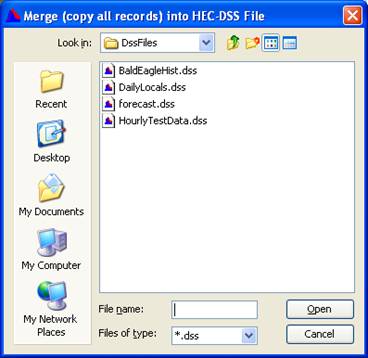 Merge (copy all records) into HEC-DSS File
Look in: DssFiles
Recent
Desktop
My Documents
My Computer
My Network
Places
BaldEagleHist.dss
DailyLocals.dss
forecast.dss
HourlyTestData.dss
File name: Open
Files of type: *.dss Cancel